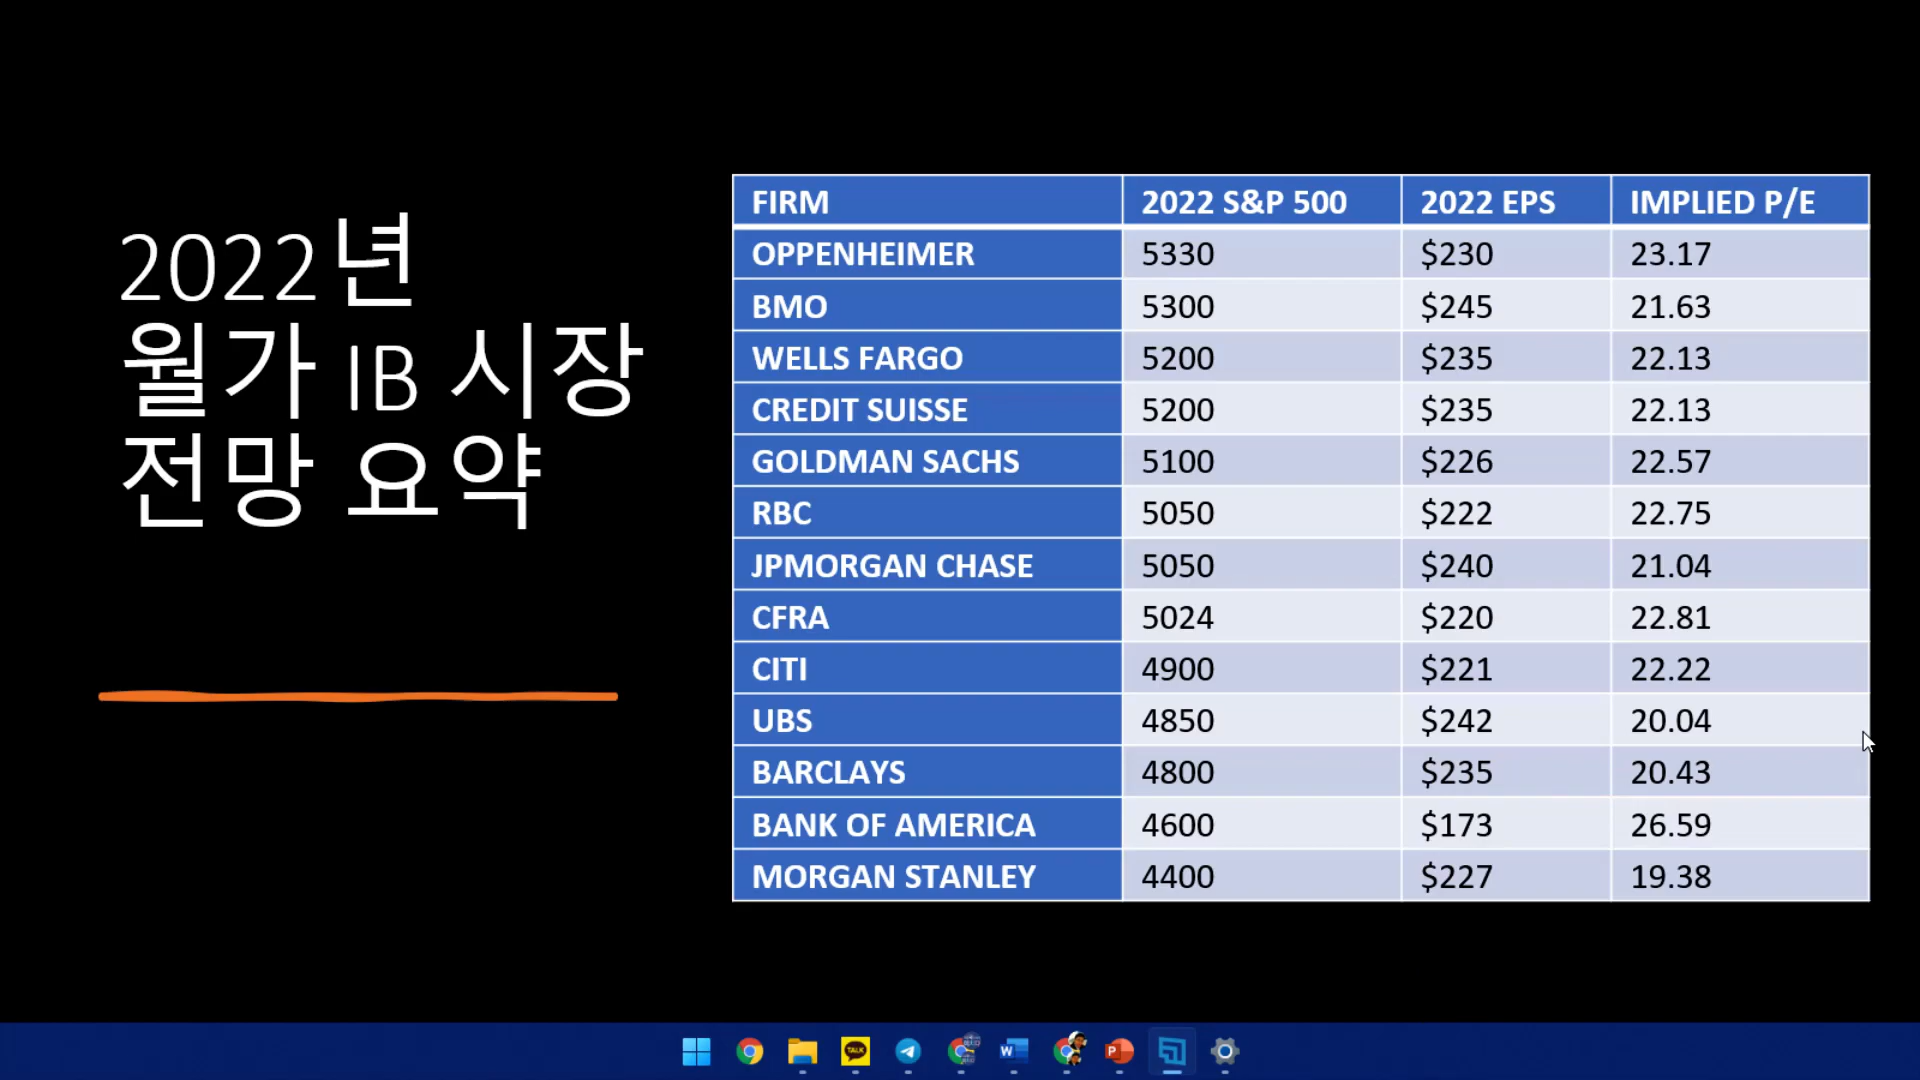 2022년
월가 IB 시장
전망 요약
FIRM 2022 S&P 500 2022 EPS IMPLIED P/E
OPPENHEIMER 5330 $230 23.17
BMO 5300 $245 21.63
WELLS FARGO 5200 $235 22.13
CREDIT SUISSE 5200 $235 22.13
GOLDMAN SACHS 5100 $226 22.57
RBC 5050 $222 22.75
JPMORGAN CHASE 5050 $240 21.04
CFRA 5024 $220 22.81
CITI 4900 $221 22.22
UBS 4850 $242 20.04
BARCLAYS 4800 $235 20.43
BANK OF AMERICA 4600 $173 26.59
MORGAN STANLEY 4400 $227 19.38
TALK W P